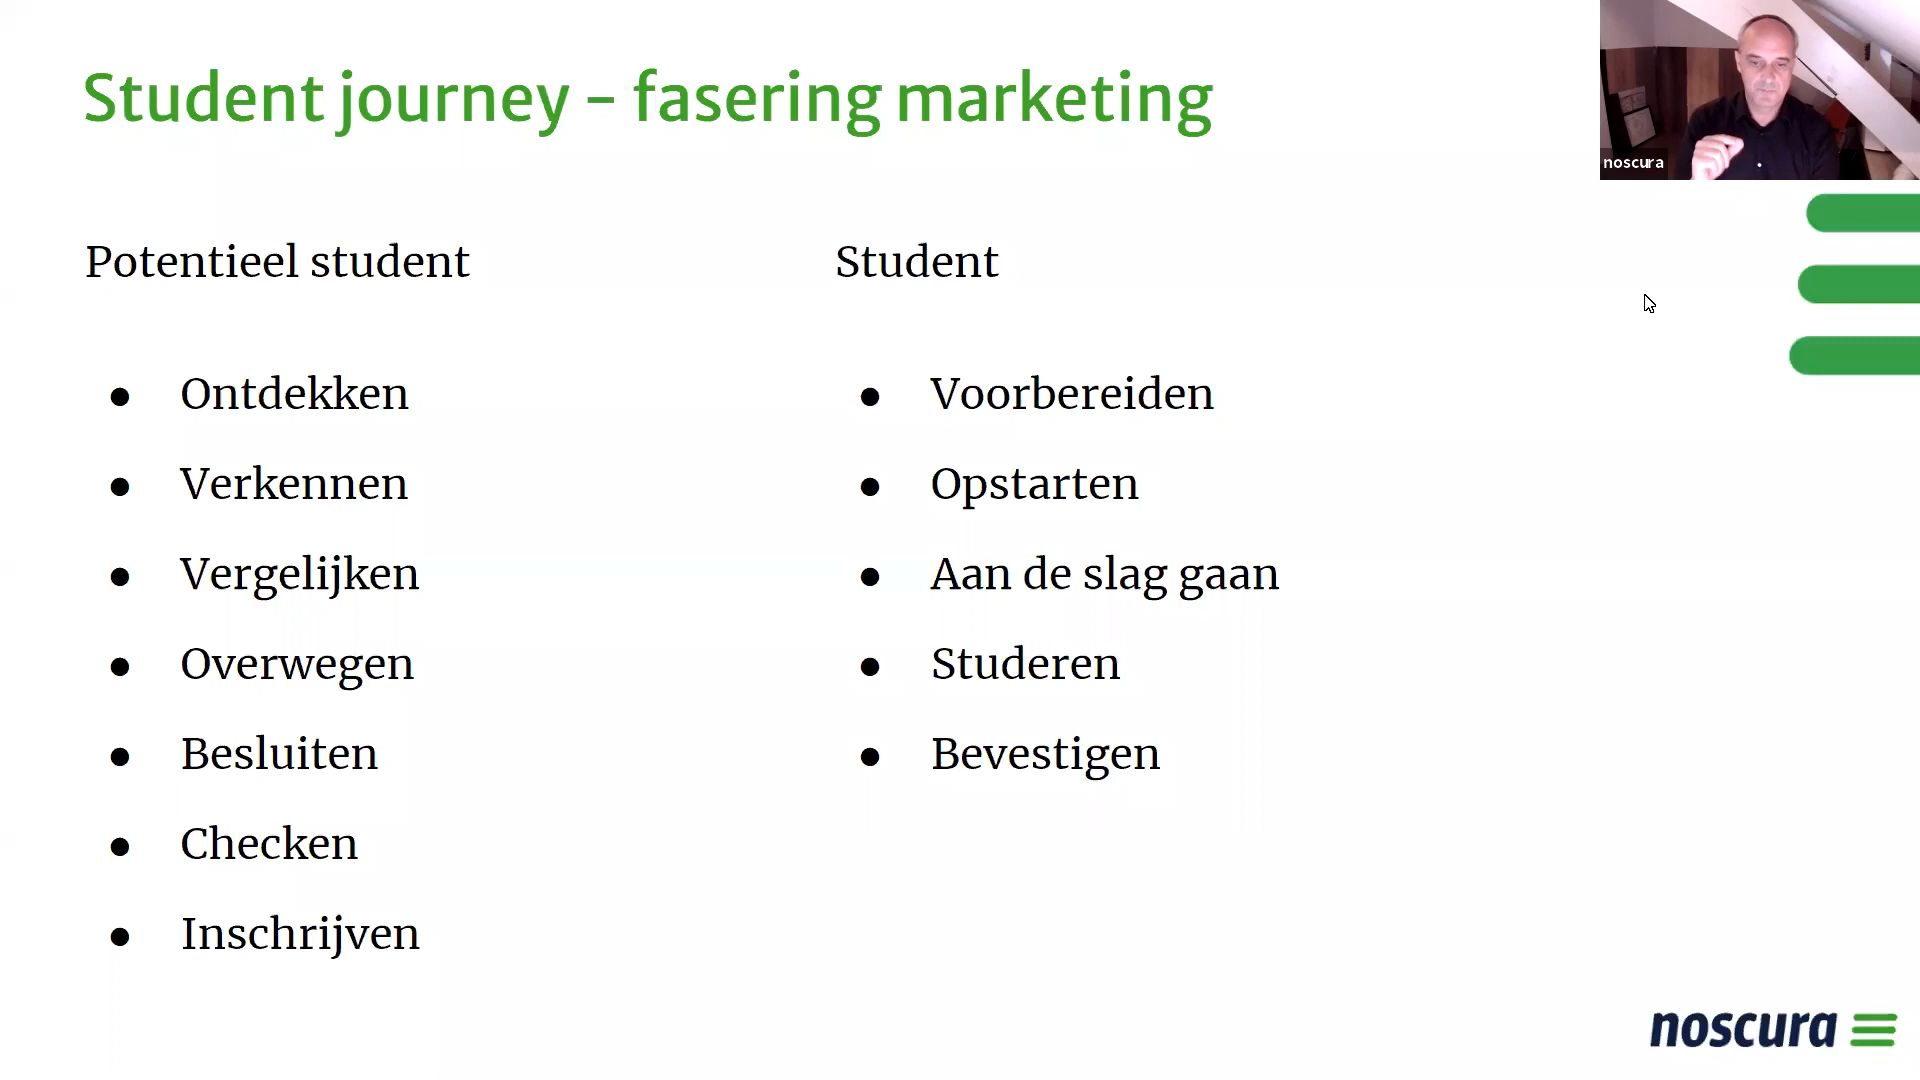 Student journey - fasering marketing
noscura
Potentieel student
● Ontdekken
● Verkennen
● Vergelijken
● Overwegen
● Besluiten
● Checken
● Inschrijven
Student
● Voorbereiden
● Opstarten
● Aan de slag gaan
● Studeren
● Bevestigen
noscura